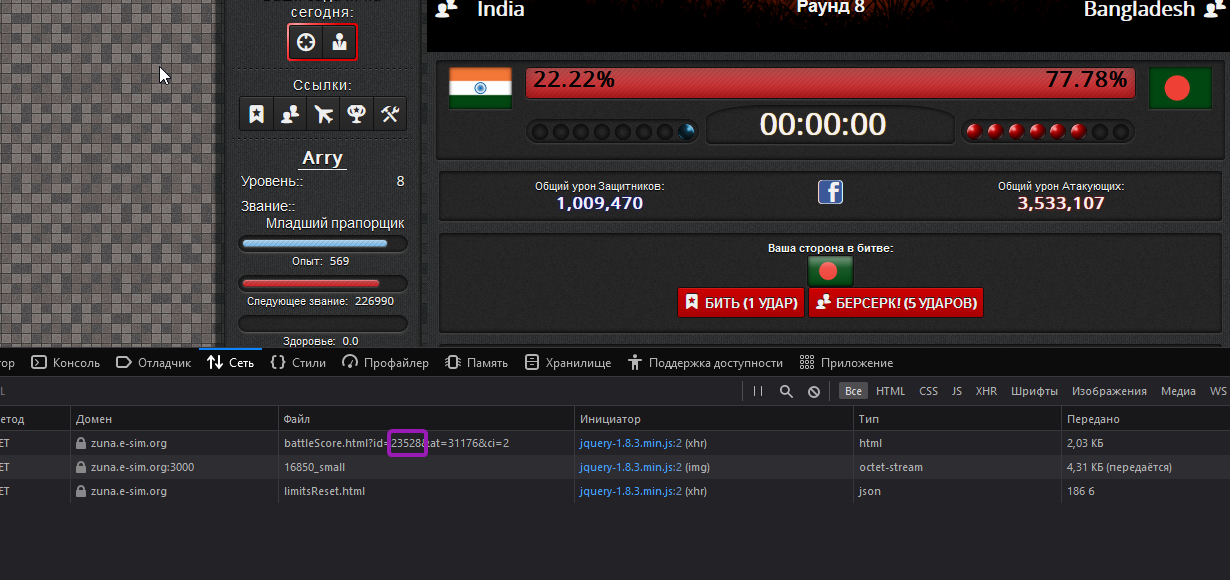 сегодня:
Ссылки:
Arry
Уровень:: 8
Звание::
Младший прапорщик
Опыт: 569
Следующее звание: 226990
Здоровье: 0.0
India Раунд 8 Bangladesh
22.22% 77.78%
00:00:00
Общий урон Защитников: Общий урон Атакующих:
1,009,470 f 3,533,107
Ваша сторона в битве:
БИТЬ (1 УДАР) БЕРСЕРК! (5 УДАРОВ)
ор Консоль Отладчик Сеть Стили Профайлер Память Хранилище Поддержка доступности Приложение
Все HTML CSS JS XHR Шрифты Изображения Медиа WS
етод Домен Файл Инициатор Тип Передано
ET zuna.e-sim.org battleScore.html?id=23528&at=31176&ci=2 jquery-1.8.3.min.js:2 (xhr) html 2,03 КБ
ET zuna.e-sim.org:3000 16850_small jquery-1.8.3.min.js:2 (img) octet-stream 4,31 КБ (передаётся)
ET zuna.e-sim.org limitsReset.html jquery-1.8.3.min.js:2 (xhr) json 186 б